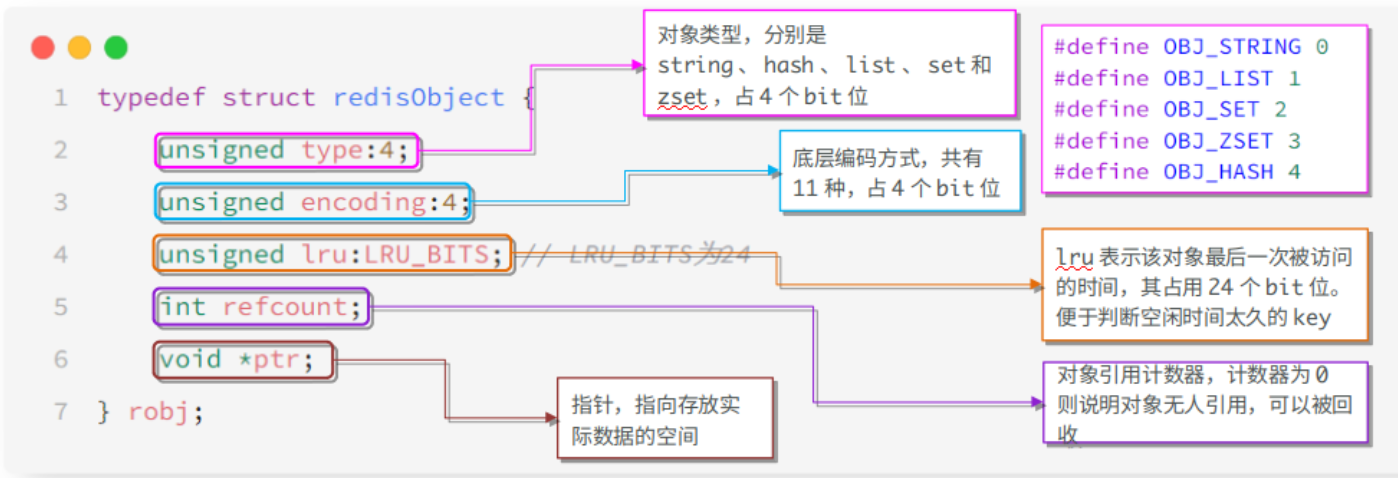 1 typedef struct redisObject {
2 unsigned type:4;
3 unsigned encoding:4;
4 unsigned lru:LRU_BITS; // LRU_BITS为24
5 int refcount;
6 void *ptr;
7 } robj;
对象类型，分别是
string、hash、list、set和
zset，占4个bit位
#define OBJ_STRING 0
#define OBJ_LIST 1
#define OBJ_SET 2
#define OBJ_ZSET 3
#define OBJ_HASH 4
底层编码方式，共有
11种，占4个bit位
lru表示该对象最后一次被访问
的时间，其占用24个bit位。
便于判断空闲时间太久的key
对象引用计数器，计数器为0
则说明对象无人引用，可以被回
收
指针，指向存放实
际数据的空间